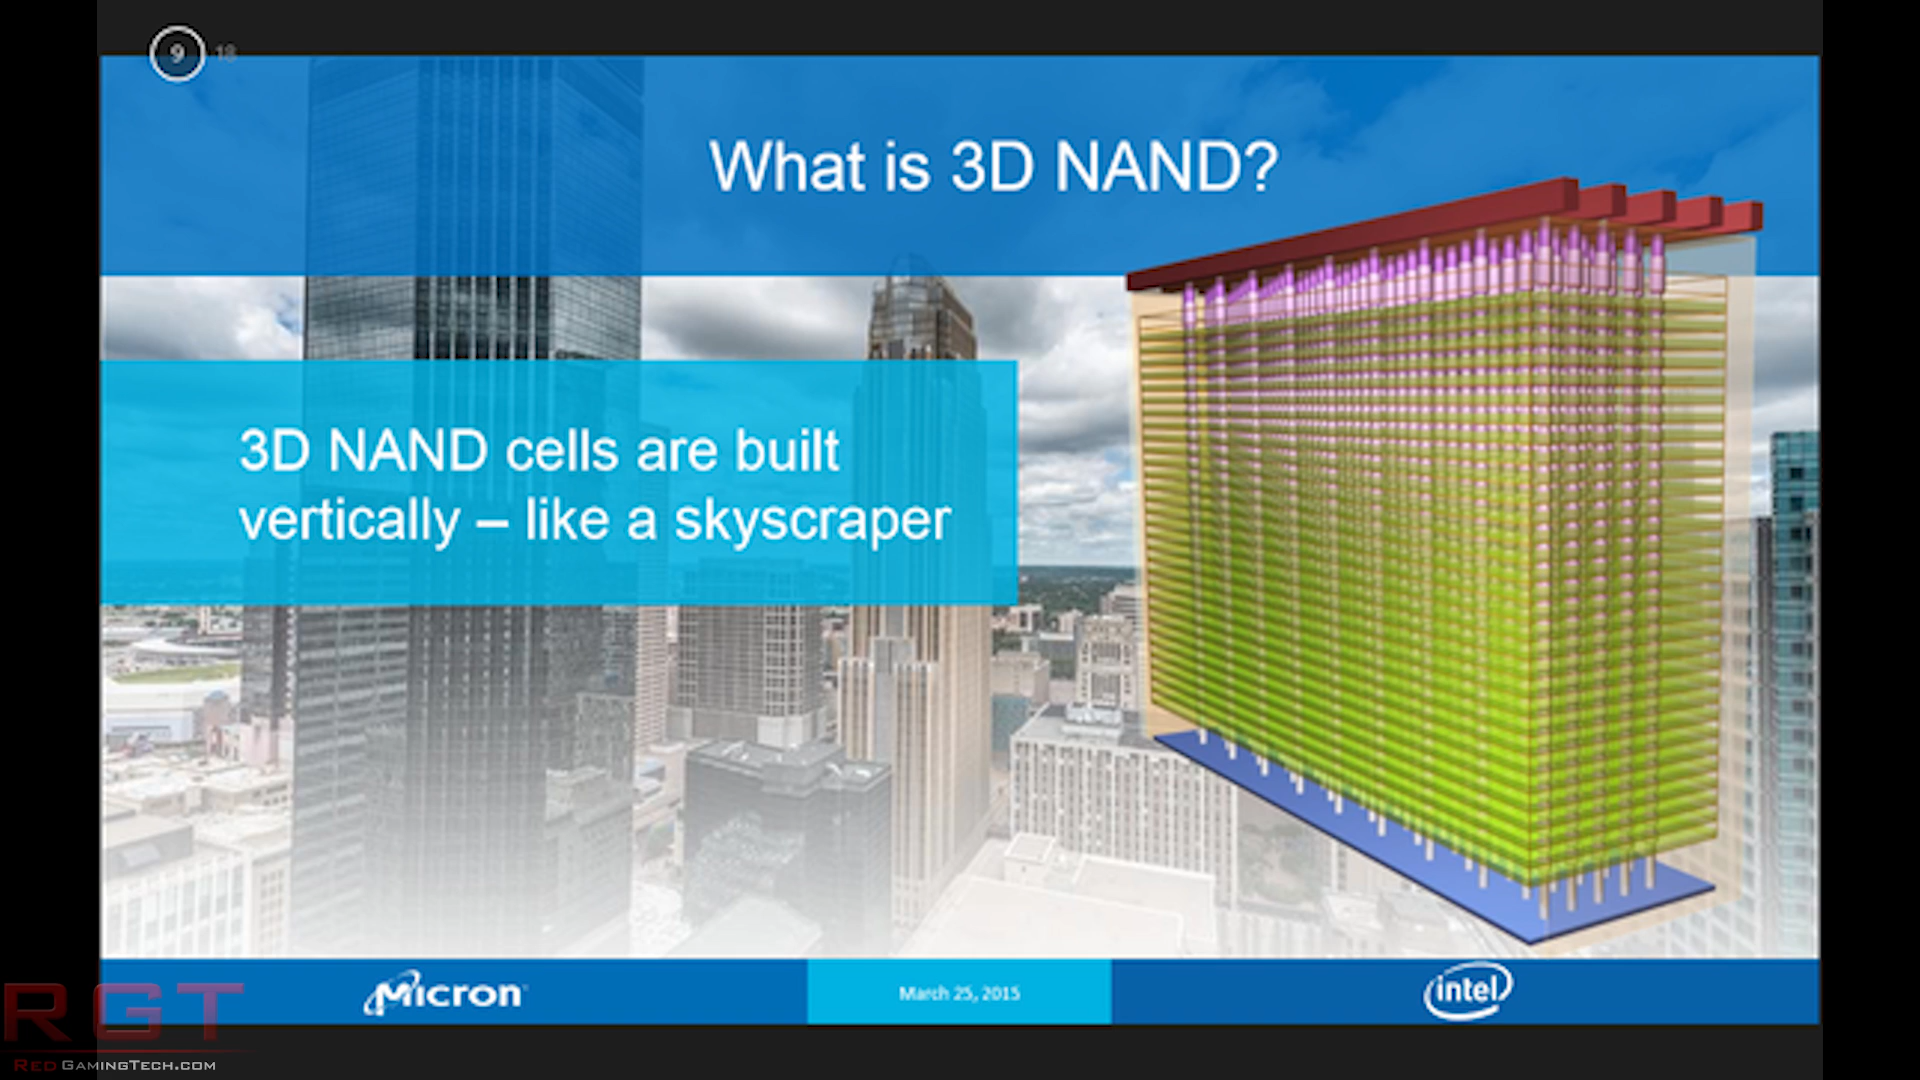 9 18
What is 3D NAND?
3D NAND cells are built
vertically – like a skyscraper
Micron
March 25, 2015
intel
RGT
REDGAMINGTECH.COM